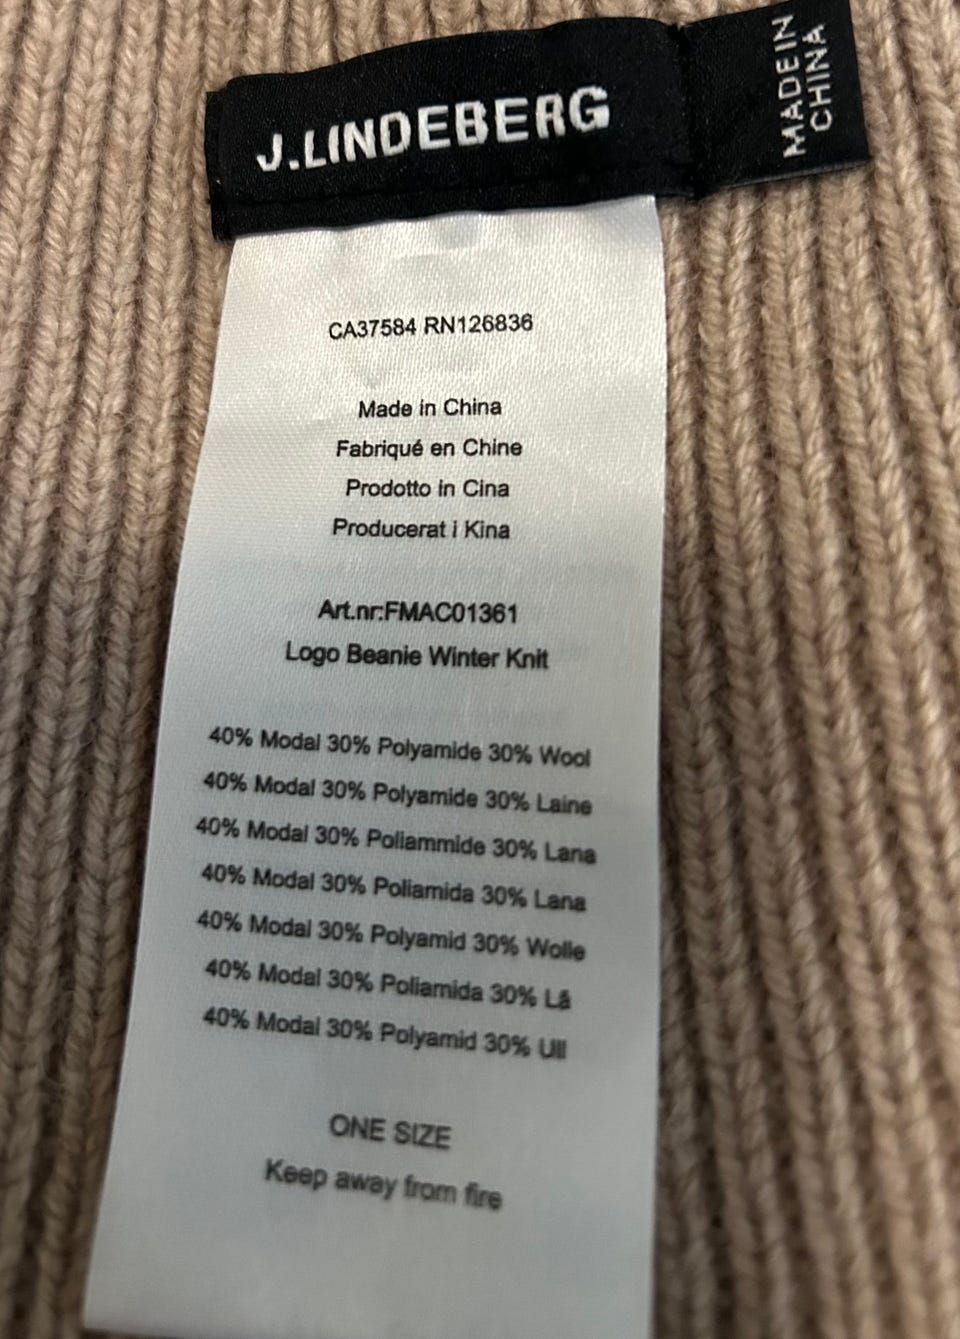 J.LINDEBERG
MADE IN
CHINA
CA37584 RN126836
Made in China
Fabriqué en Chine
Prodotto in Cina
Producerat i Kina
Art.nr:FMAC01361
Logo Beanie Winter Knit
40% Modal 30% Polyamide 30% Wool
40% Modal 30% Polyamide 30% Laine
40% Modal 30% Poliammide 30% Lana
40% Modal 30% Poliamida 30% Lana
40% Modal 30% Polyamid 30% Wolle
40% Modal 30% Poliamida 30% Lã
40% Modal 30% Polyamid 30% Ull
ONE SIZE
Keep away from fire